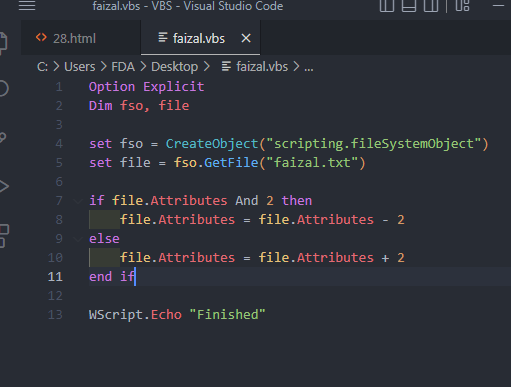 faizal.vbs - VBS - Visual Studio Code
28.html
faizal.vbs
C: > Users > FDA > Desktop > faizal.vbs > ...
1 Option Explicit
2 Dim fso, file
3
4 set fso = CreateObject("scripting.fileSystemObject")
5 set file = fso.GetFile("faizal.txt")
6
7 if file.Attributes And 2 then
8     file.Attributes = file.Attributes - 2
9 else
10     file.Attributes = file.Attributes + 2
11 end if
12
13 WScript.Echo "Finished"